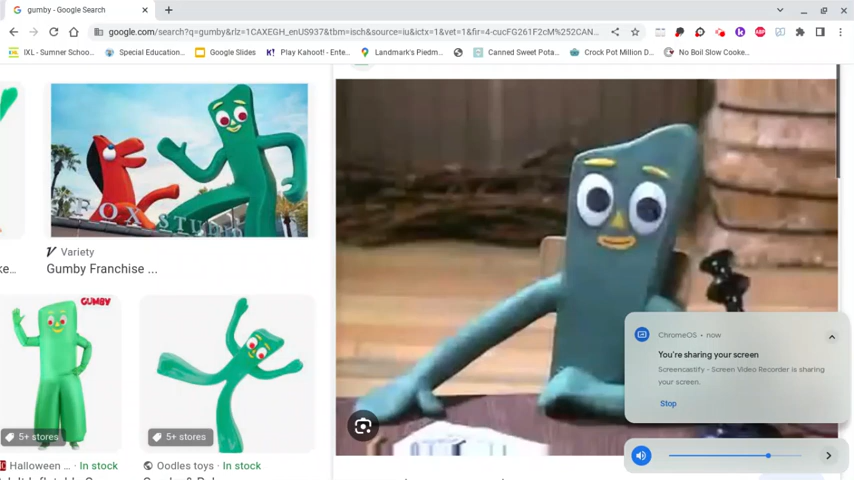 gumby - Google Search
google.com/search?q=gumby&rlz=1CAXEGH_enUS937&tbm=isch&source=iu&ictx=1&vet=1&fir=4-cucFG261F2cM%252CAN...
IXL - Sumner Schoo...
Special Education...
Google Slides
Play Kahoot! - Ente...
Landmark's Piedm...
Canned Sweet Pota...
Crock Pot Million D...
No Boil Slow Cooke...
FOX STUDIO
Variety
ke...
Gumby Franchise ...
GUMBY
5+ stores
5+ stores
Halloween ... · In stock
Oodles toys · In stock
ChromeOS • now
You're sharing your screen
Screencastify - Screen Video Recorder is sharing
your screen.
Stop